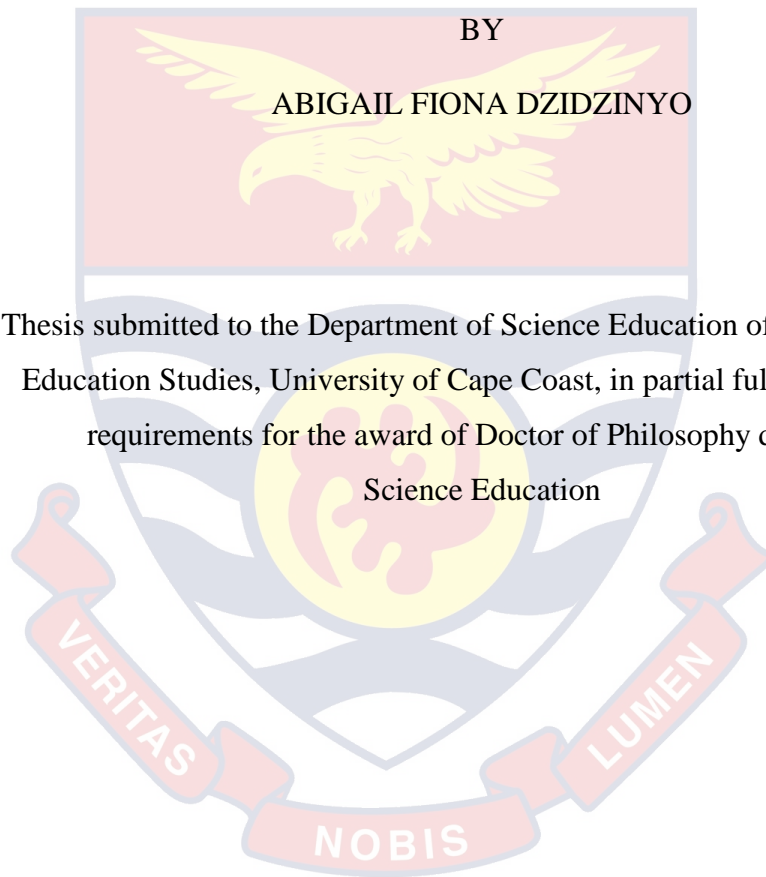 BY
ABIGAIL FIONA DZIDZINYO
Thesis submitted to the Department of Science Education of
Education Studies, University of Cape Coast, in partial ful
requirements for the award of Doctor of Philosophy
Science Education
VERITAS
NOBIS
LUMEN